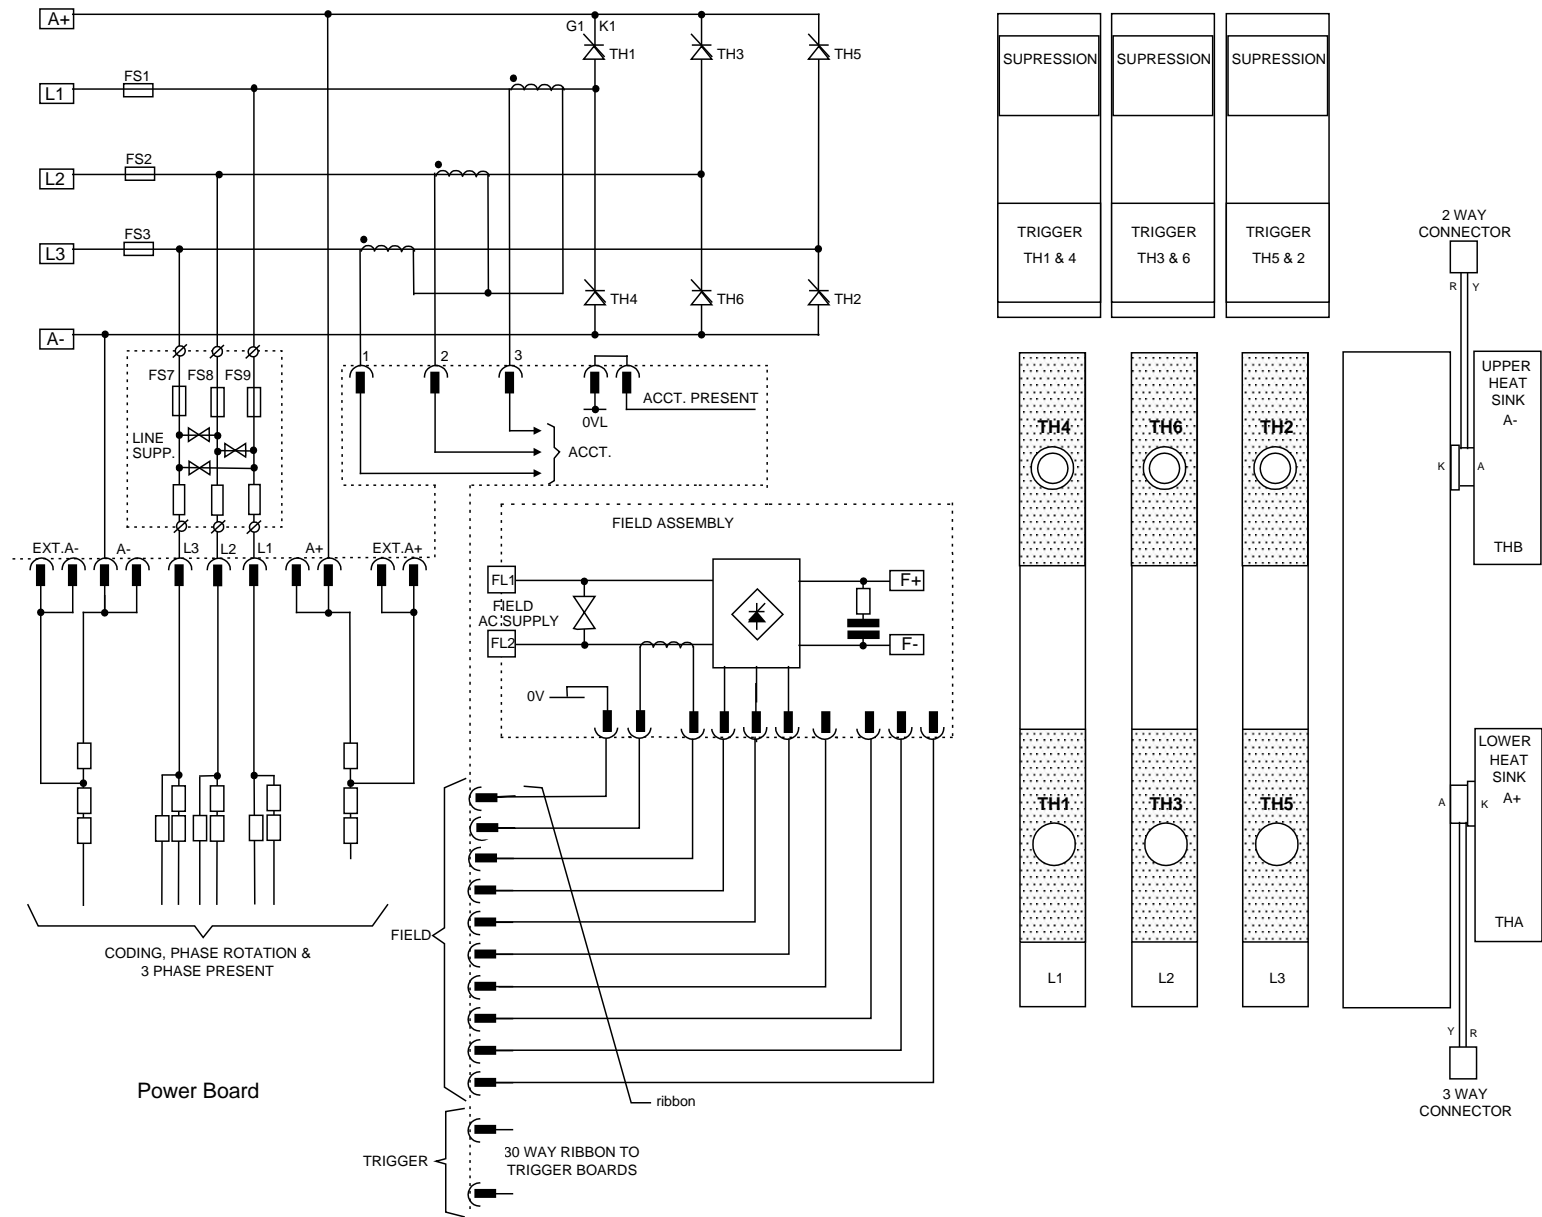 A+
G1 K1
TH1
TH3
TH5
L1
FS1
L2
FS2
L3
FS3
TH4
TH6
TH2
A-
1
2
3
FS7 FS8 FS9
LINE
SUPP.
0VL
ACCT. PRESENT
ACCT.
EXT.A-
A-
L3
L2
L1
A+
EXT.A+
FIELD ASSEMBLY
FL1
FIELD
AC SUPPLY
FL2
F+
F-
0V
CODING, PHASE ROTATION &
3 PHASE PRESENT
FIELD
ribbon
Power Board
TRIGGER
30 WAY RIBBON TO
TRIGGER BOARDS
SUPRESSION
SUPRESSION
SUPRESSION
TRIGGER
TH1 & 4
TRIGGER
TH3 & 6
TRIGGER
TH5 & 2
TH4
TH6
TH2
TH1
TH3
TH5
L1
L2
L3
2 WAY
CONNECTOR
R Y
UPPER
HEAT
SINK
A-
K A
THB
LOWER
HEAT
SINK
A+
A K
THA
Y R
3 WAY
CONNECTOR